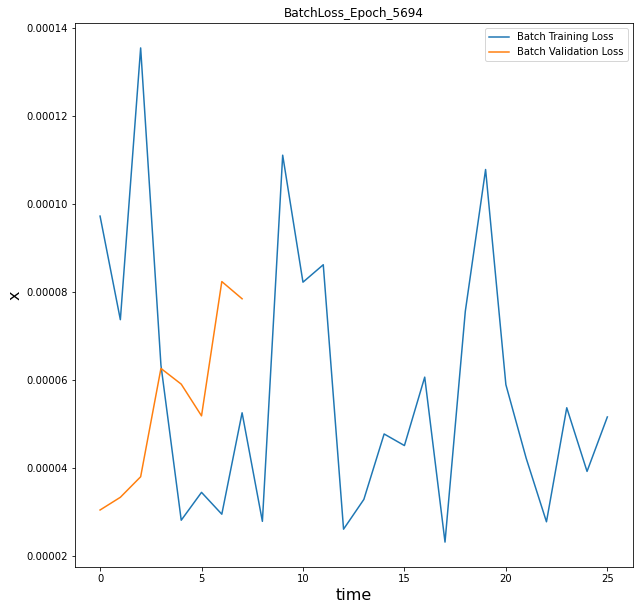 BatchLoss_Epoch_5694
Batch Training Loss
Batch Validation Loss
0.00014
0.00012
0.00010
0.00008
0.00006
0.00004
0.00002
x
0 5 10 15 20 25
time